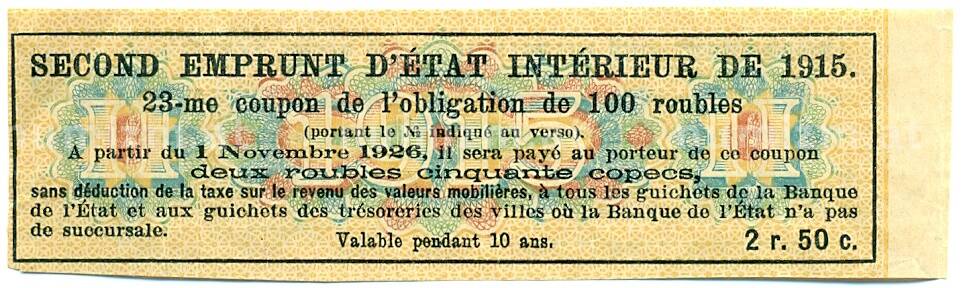 SECOND EMPRUNT D'ÉTAT INTÉRIEUR DE 1915.
23-me coupon de l'obligation de 100 roubles
(portant le № indiqué au verso).
A partir du 1 Novembre 1926, il sera payé au porteur de ce coupon
deux roubles cinquante copecs,
sans déduction de la taxe sur le revenu des valeurs mobilières, à tous les guichets de la Banque
de l'État et aux guichets des trésoreries des villes où la Banque de l'État n'a pas
de succursale.
Valable pendant 10 ans.
2 r. 50 c.
II 1915 II